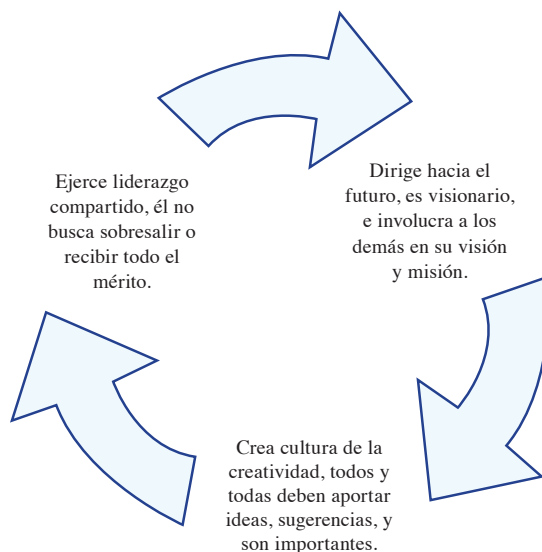 Ejerce liderazgo
compartido, él no
busca sobresalir o
recibir todo el
mérito.
Dirige hacia el
futuro, es visionario,
e involucra a los
demás en su visión
y misión.
Crea cultura de la
creatividad, todos y
todas deben aportar
ideas, sugerencias, y
son importantes.